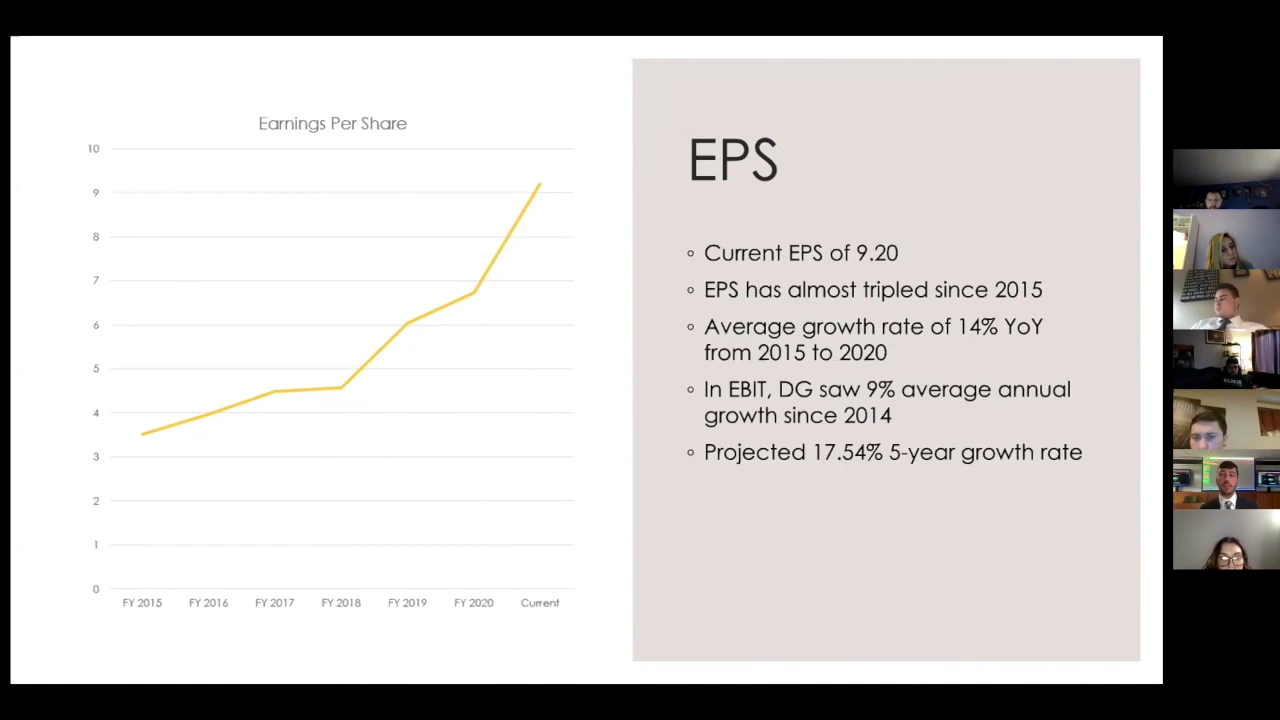 Earnings Per Share
10
9
8
7
6
5
4
3
2
1
0
FY 2015 FY 2016 FY 2017 FY 2018 FY 2019 FY 2020 Current
EPS
◦ Current EPS of 9.20
◦ EPS has almost tripled since 2015
◦ Average growth rate of 14% YoY
from 2015 to 2020
◦ In EBIT, DG saw 9% average annual
growth since 2014
◦ Projected 17.54% 5-year growth rate